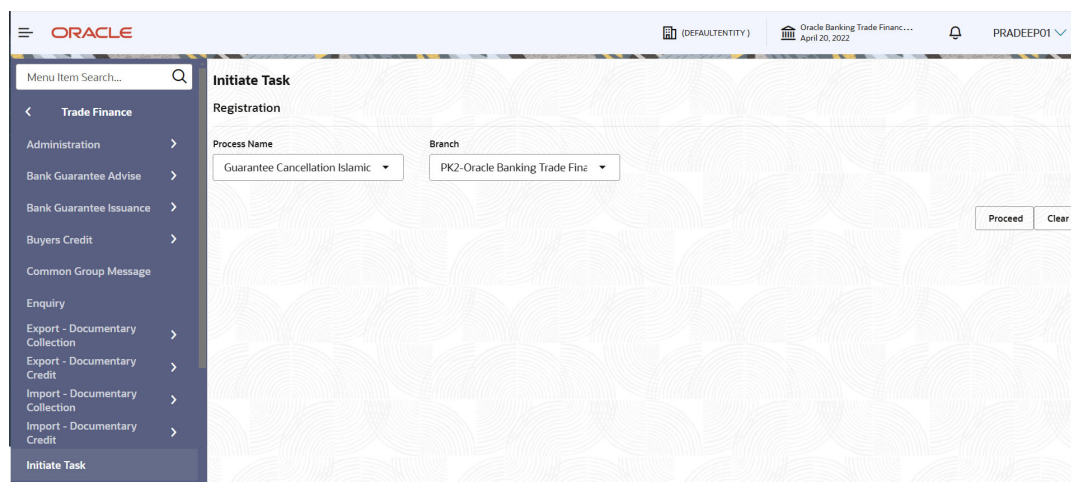 ORACLE
(DEFAULTENTITY )
Oracle Banking Trade Financ...
April 20, 2022
PRADEEP01
Menu Item Search...
Trade Finance
Administration
Bank Guarantee Advise
Bank Guarantee Issuance
Buyers Credit
Common Group Message
Enquiry
Export - Documentary
Collection
Export - Documentary
Credit
Import - Documentary
Collection
Import - Documentary
Credit
Initiate Task
Initiate Task
Registration
Process Name
Branch
Guarantee Cancellation Islamic
PK2-Oracle Banking Trade Fina
Proceed
Clear